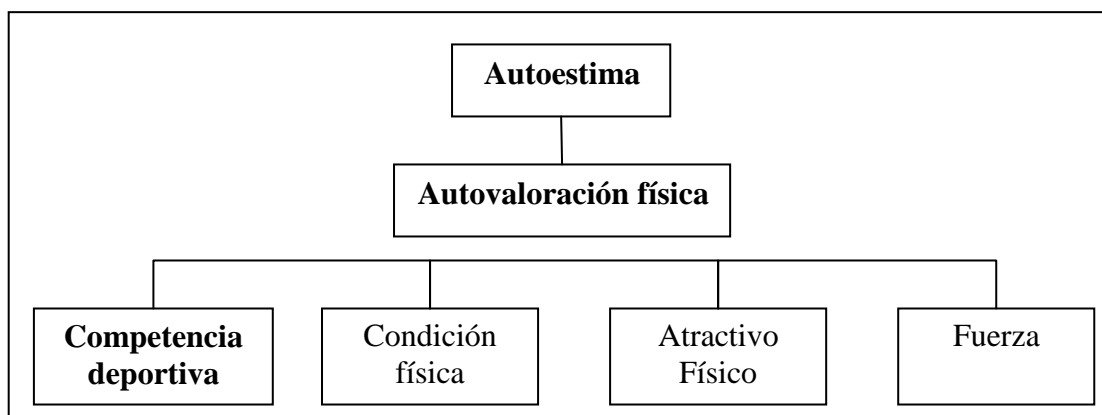 Autoestima
Autovaloración física
Competencia
deportiva
Condición
física
Atractivo
Físico
Fuerza